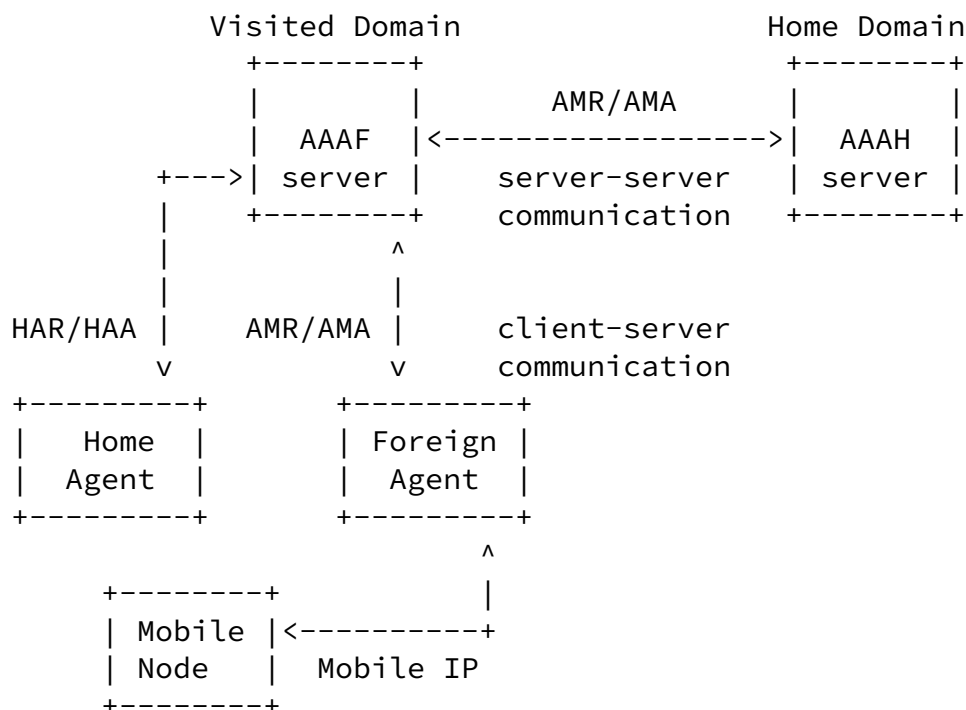 Visited Domain                 Home Domain
AMR/AMA
AAAF                         AAAH
server      server-server     server
communication
HAR/HAA   AMR/AMA   client-server
communication
Home     Foreign
Agent     Agent
Mobile
Node   Mobile IP